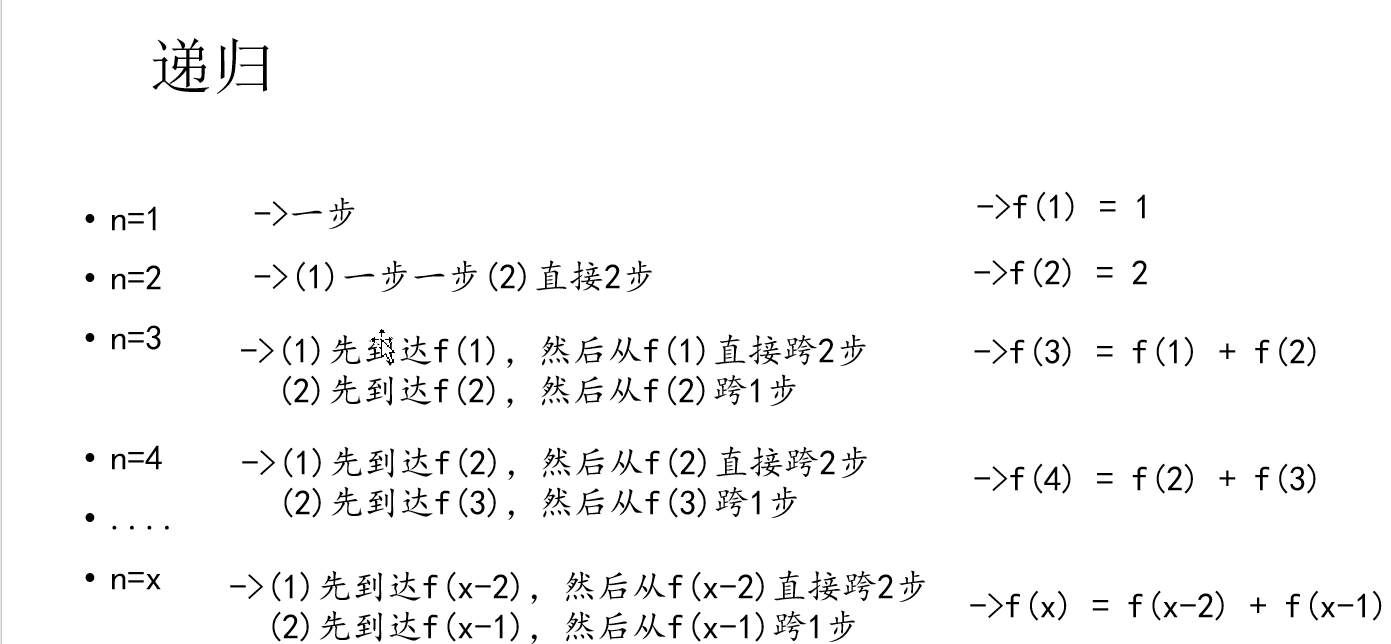 递归
• n=1 ->一步 ->f(1) = 1
• n=2 ->(1)一步一步(2)直接2步 ->f(2) = 2
• n=3 ->(1)先到达f(1), 然后从f(1)直接跨2步 ->f(3) = f(1) + f(2)
(2)先到达f(2), 然后从f(2)跨1步
• n=4 ->(1)先到达f(2), 然后从f(2)直接跨2步 ->f(4) = f(2) + f(3)
(2)先到达f(3), 然后从f(3)跨1步
• ....
• n=x ->(1)先到达f(x-2), 然后从f(x-2)直接跨2步 ->f(x) = f(x-2) + f(x-1)
(2)先到达f(x-1), 然后从f(x-1)跨1步